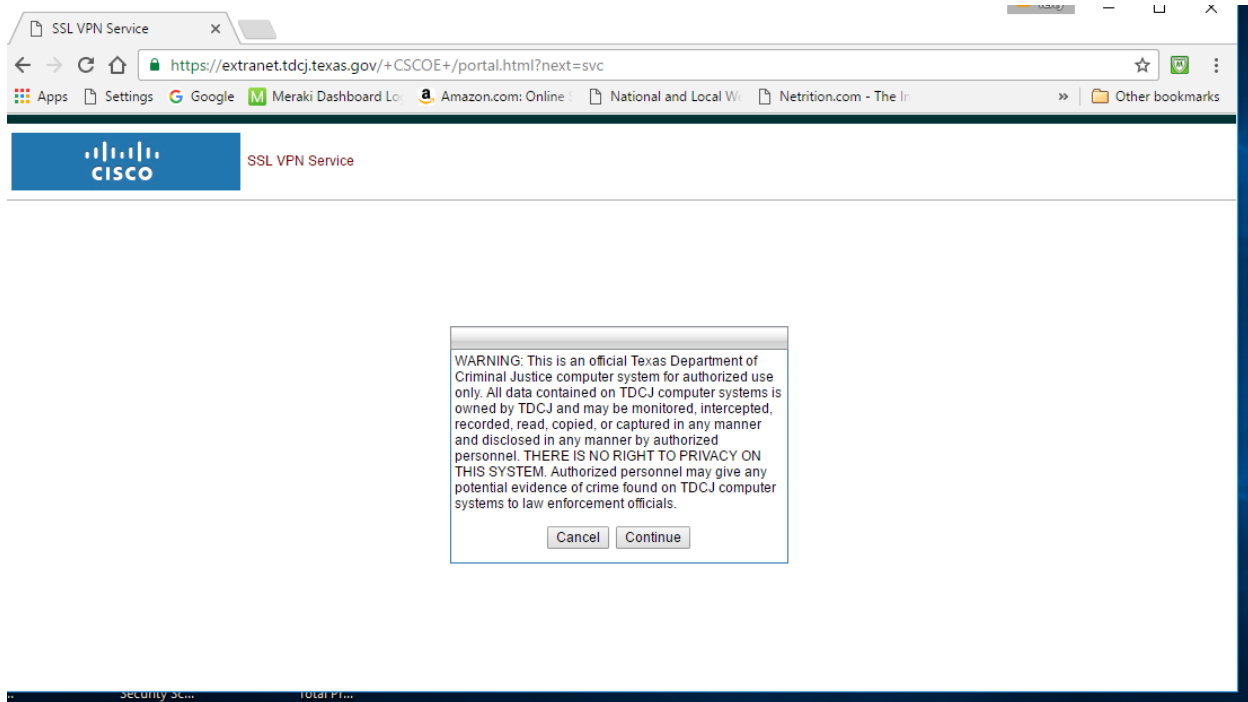 SSL VPN Service
https://extranet.tdcj.texas.gov/+CSCOE+/portal.html?next=svc
Apps Settings Google Meraki Dashboard Amazon.com: Online National and Local Netrition.com - The » Other bookmarks
CISCO
SSL VPN Service
WARNING: This is an official Texas Department of
Criminal Justice computer system for authorized use
only. All data contained on TDCJ computer systems is
owned by TDCJ and may be monitored, intercepted,
recorded, read, copied, or captured in any manner
and disclosed in any manner by authorized
personnel. THERE IS NO RIGHT TO PRIVACY ON
THIS SYSTEM. Authorized personnel may give any
potential evidence of crime found on TDCJ computer
systems to law enforcement officials.
Cancel Continue